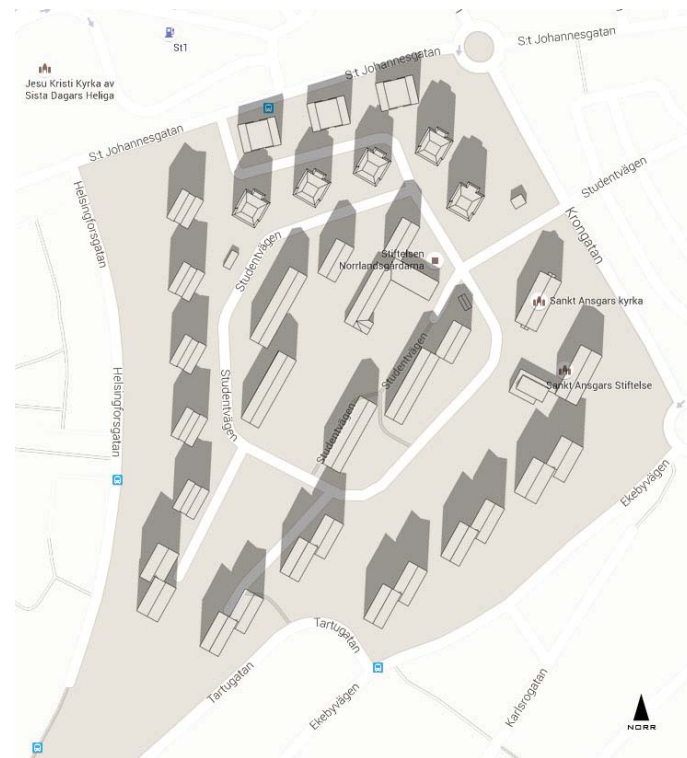 S:t Johannesgatan
St1
Jesu Kristi Kyrka av
Sista Dagars Heliga
S:t Johannesgatan
S:t Johannesgatan
Helsingforsgatan
Studentvägen
Krongatan
Studentvägen
Stiftelsen
Norrlandsgårdarna
Sankt Ansgars kyrka
Studentvägen
Helsingforsgatan
Studentvägen
Sankt Ansgars Stiftelse
Studentvägen
Ekebyvägen
Tartugatan
Tartugatan
Ekebyvägen
Karlsrogatan
NORR